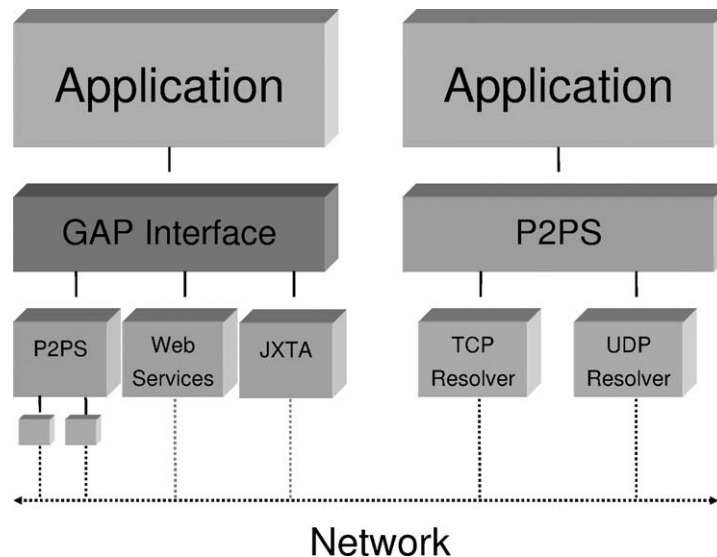 Application
Application
GAP Interface
P2PS
P2PS
Web
Services
JXTA
TCP
Resolver
UDP
Resolver
Network